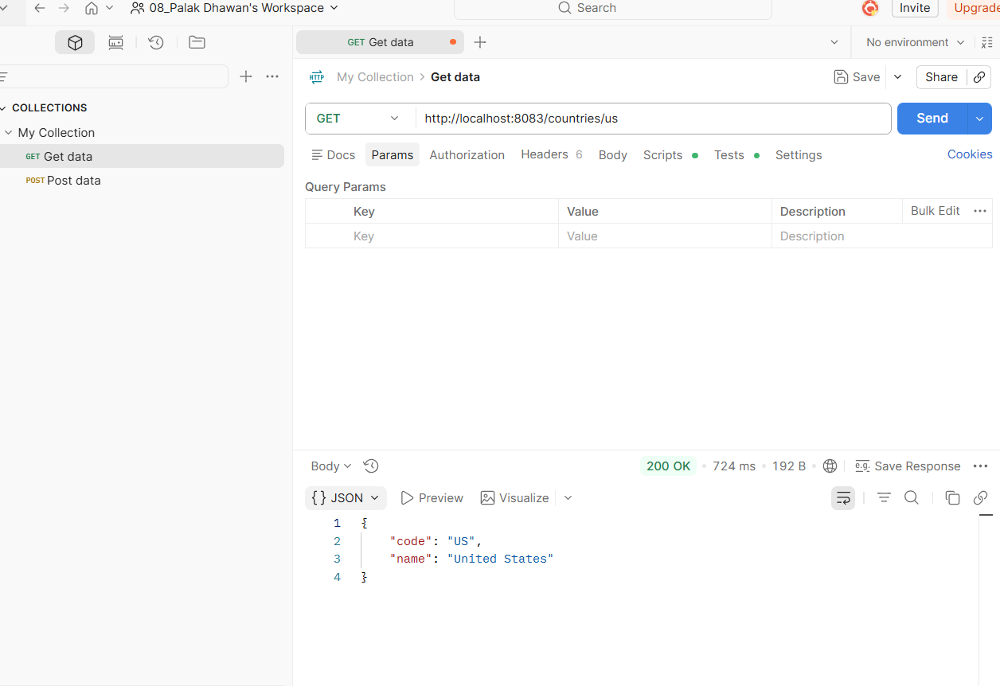 08_Palak Dhawan's Workspace Search Invite Upgrade
GET Get data No environment
HTTP My Collection > Get data Save Share
COLLECTIONS
My Collection
GET Get data
POST Post data
GET http://localhost:8083/countries/us Send
Docs Params Authorization Headers 6 Body Scripts Tests Settings Cookies
Query Params
Key Value Description Bulk Edit
Key Value Description
Body 200 OK 724 ms 192 B e.g. Save Response
{} JSON Preview Visualize
1 {
2 "code": "US",
3 "name": "United States"
4 }